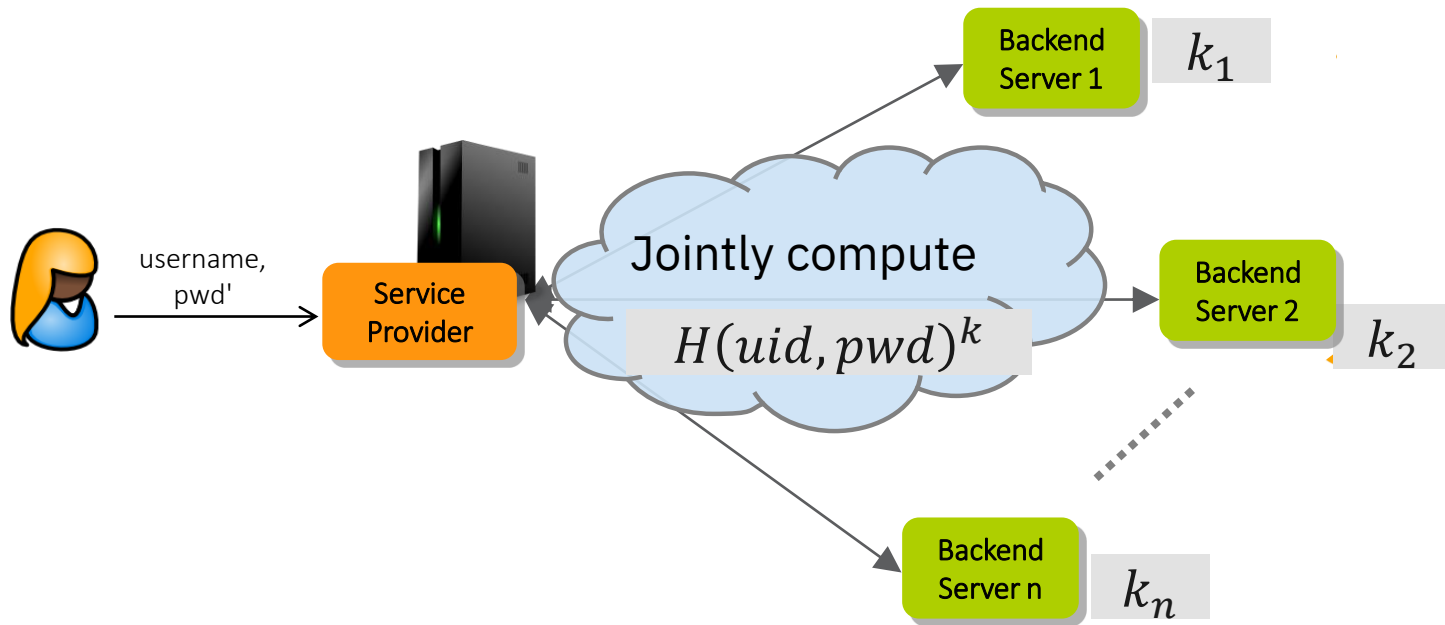 Backend
Server 1
k₁
username,
pwd'
Service
Provider
Jointly compute
H(uid, pwd)ᵏ
Backend
Server 2
k₂
Backend
Server n
kₙ